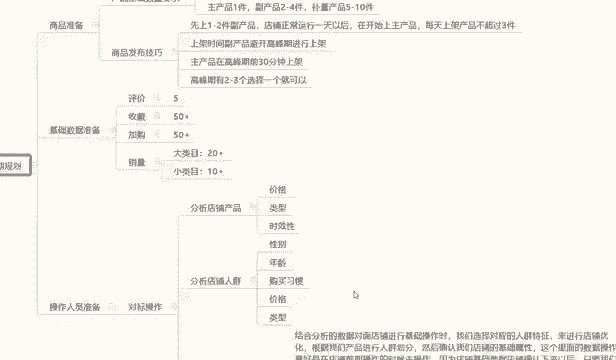 主产品1件，副产品2-4件，补量产品5-10件
商品准备
先上1-2件副产品，店铺正常运行一天以后，在开始上主产品，每天上架产品不超过3件
商品发布技巧
上架时间副产品避开高峰期进行上架
主产品在高峰期前30分钟上架
高峰期有2-3个选择一个就可以
评价
5
收藏
50+
基础数据准备
加购
50+
销量
大类目：20+
小类目：10+
期规划
价格
分析店铺产品
类型
时效性
性别
年龄
分析店铺人群
购买习惯
价格
操作人员准备
对标操作
类型
结合分析的数据对面店铺进行基础操作时，我们选择对应的人群特征、来进行店铺优
化，根据我们产品进行人群划分，然后确认我们店铺的基础属性，这个里面的数据操作